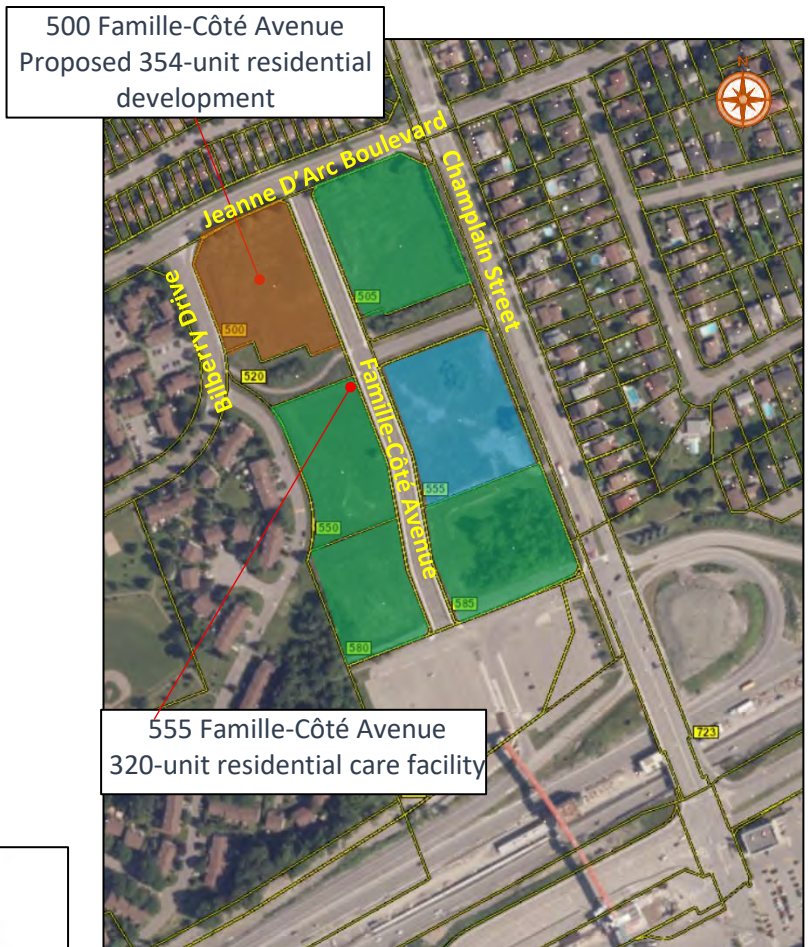 500 Famille-Côté Avenue
Proposed 354-unit residential
development
N
Jeanne D'Arc Boulevard
Champlain Street
505
Bilberry Drive
500
520
Famille-Côté Avenue
555
550
585
580
555 Famille-Côté Avenue
320-unit residential care facility
723